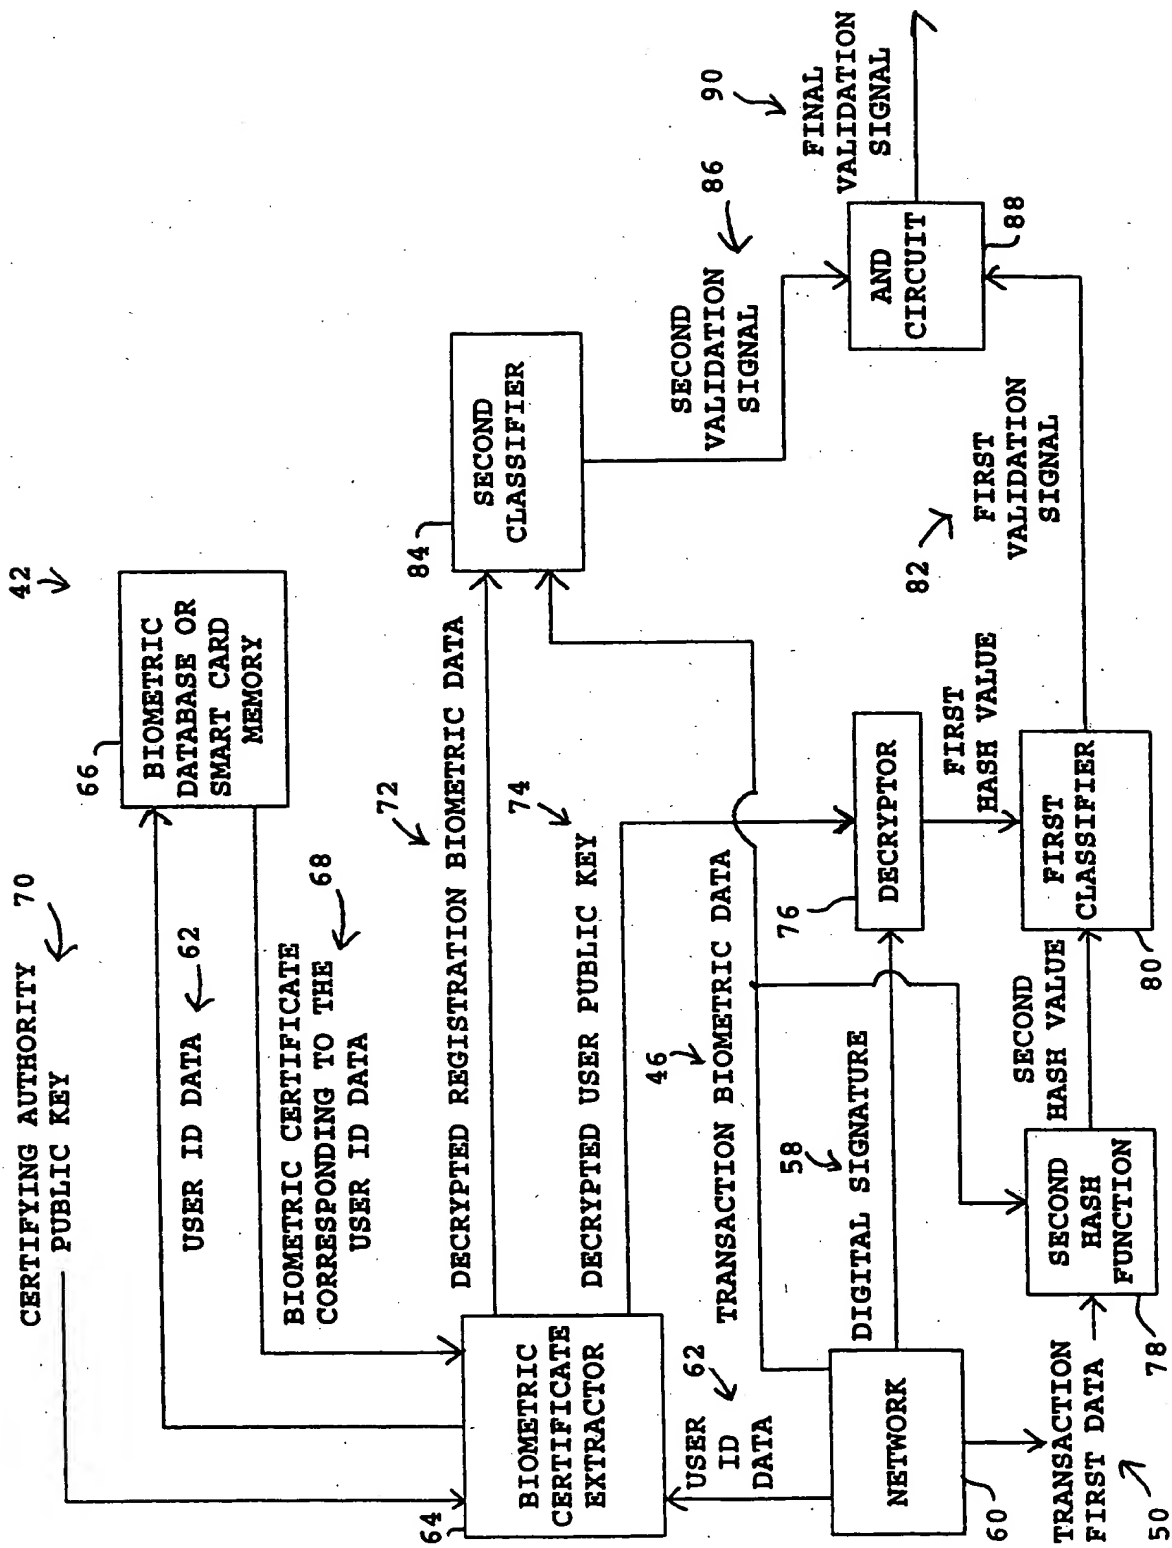 42
CERTIFYING AUTHORITY
PUBLIC KEY
70
USER ID DATA
62
66
BIOMETRIC
DATABASE OR
SMART CARD
MEMORY
BIOMETRIC CERTIFICATE
CORRESPONDING TO THE
USER ID DATA
68
64
BIOMETRIC
CERTIFICATE
EXTRACTOR
DECRYPTED REGISTRATION BIOMETRIC DATA
72
84
SECOND
CLASSIFIER
DECRYPTED USER PUBLIC KEY
74
USER
ID
DATA
62
TRANSACTION BIOMETRIC DATA
46
SECOND
VALIDATION
SIGNAL
86
60
NETWORK
DIGITAL SIGNATURE
58
76
DECRYPTOR
AND
CIRCUIT
88
FINAL
VALIDATION
SIGNAL
90
FIRST
HASH VALUE
82
FIRST
VALIDATION
SIGNAL
TRANSACTION
FIRST DATA
50
SECOND
HASH
FUNCTION
78
SECOND
HASH VALUE
FIRST
CLASSIFIER
80